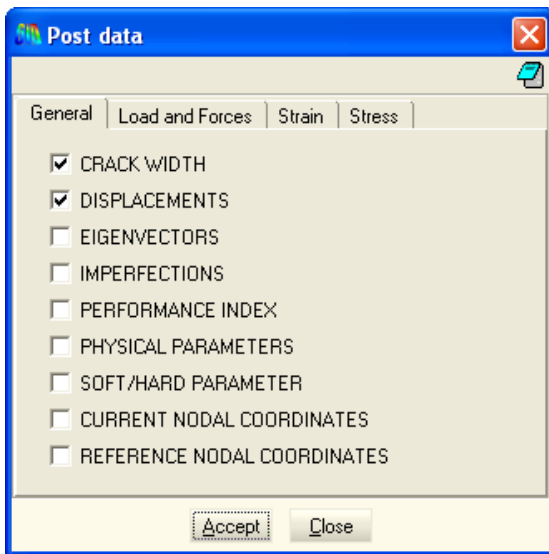 Post data
General Load and Forces Strain Stress
CRACK WIDTH
DISPLACEMENTS
EIGENVECTORS
IMPERFECTIONS
PERFORMANCE INDEX
PHYSICAL PARAMETERS
SOFT/HARD PARAMETER
CURRENT NODAL COORDINATES
REFERENCE NODAL COORDINATES
Accept Close